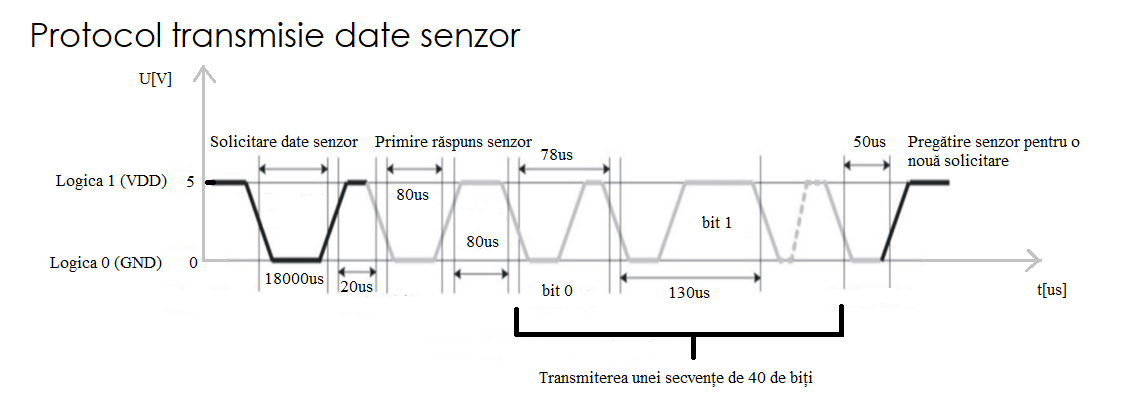 Protocol transmisie date senzor
U[V]
Solicitare date senzor
Primire răspuns senzor
78us
50us
Pregătire senzor pentru o
nouă solicitare
Logica 1 (VDD)
5
80us
bit 1
80us
Logica 0 (GND)
0
18000us
20us
bit 0
130us
t[us]
Transmiterea unei secvențe de 40 de biți